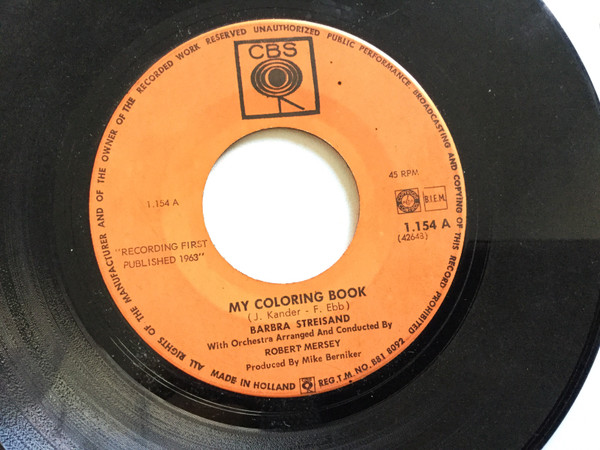 ALL RIGHTS OF THE MANUFACTURER AND OF THE OWNER OF THE RECORDED WORK RESERVED UNAUTHORIZED PUBLIC PERFORMANCE BROADCASTING AND COPYING OF THIS RECORD PROHIBITED
CBS
45 RPM
1.154 A
B.I.E.M.
1.154 A
(42643)
"RECORDING FIRST
PUBLISHED 1963"
MY COLORING BOOK
(J. Kander - F. Ebb)
BARBRA STREISAND
With Orchestra Arranged And Conducted By
ROBERT MERSEY
Produced By Mike Berniker
MADE IN HOLLAND REG.T.M. NO. BB1 8092